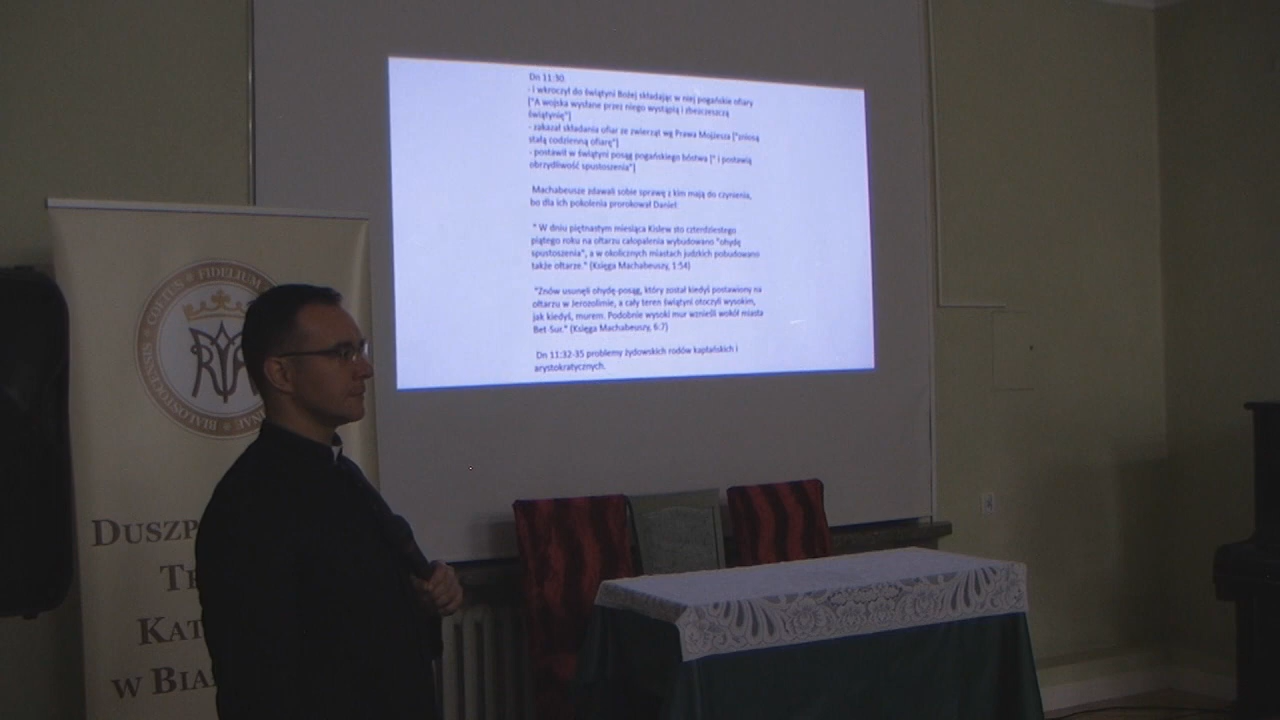 Dn 11:30
- i wkroczył do świątyni Bożej składając w niej pogańskie ofiary
["A wojska wysłane przez niego wystąpią i zbezczeszczą
świątynię"]
- zakazał składania ofiar ze zwierząt wg Prawa Mojżesza ["zniosą
stałą codzienną ofiarę"]
- postawił w świątyni posąg pogańskiego bóstwa [" i postawią
obrzydliwość spustoszenia"]
Machabeusze zdawali sobie sprawę z kim mają do czynienia,
bo dla ich pokolenia prorokował Daniel:
" W dniu piętnastym miesiąca Kislew sto czterdziestego
piątego roku na ołtarzu całopalenia wybudowano "ohydę
spustoszenia", a w okolicznych miastach judzkich pobudowano
także ołtarze." (Księga Machabeuszy, 1:54)
"Znów usunęli ohydę-posąg, który został kiedyś postawiony na
ołtarzu w Jerozolimie, a cały teren świątyni otoczyli wysokim,
jak kiedyś, murem. Podobnie wysoki mur wznieśli wokół miasta
Bet-Sur." (Księga Machabeuszy, 6:7)
Dn 11:32-35 problemy żydowskich rodów kapłańskich i
arystokratycznych.
COETUS FIDELIUM
BIALOSTOCENSIS
DUSZP
TR
KAT
W BIA